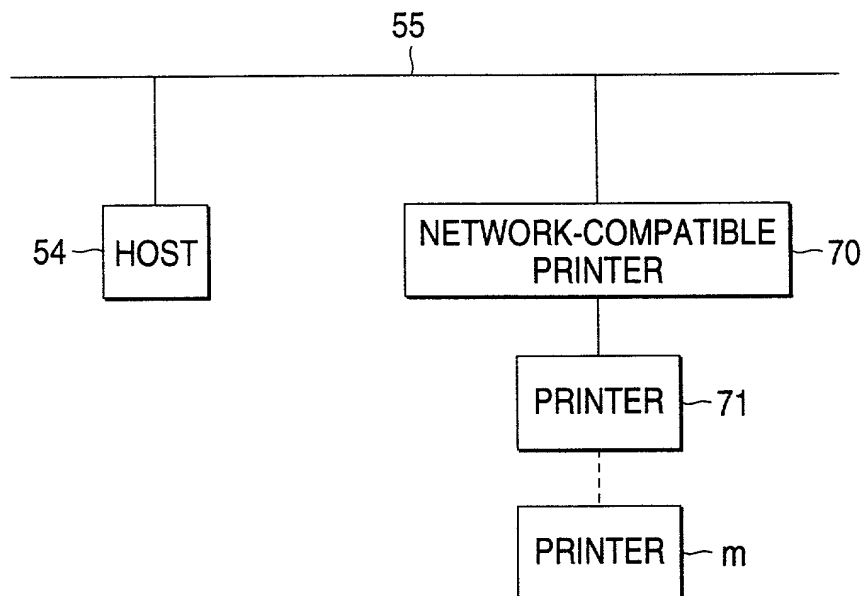 55
54
HOST
NETWORK-COMPATIBLE
PRINTER
70
PRINTER
71
PRINTER
m